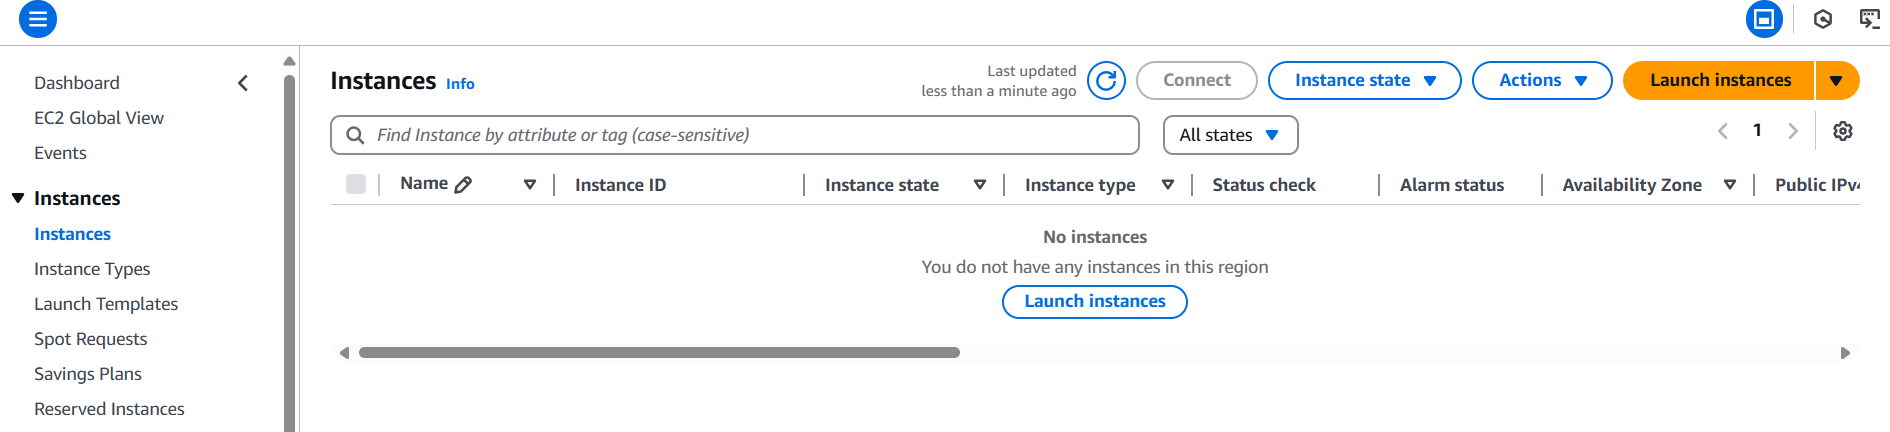 Dashboard
EC2 Global View
Events
Instances
Instances
Instance Types
Launch Templates
Spot Requests
Savings Plans
Reserved Instances
Instances Info
Last updated
less than a minute ago
Connect
Instance state
Actions
Launch instances
Find Instance by attribute or tag (case-sensitive)
All states
1
Name Instance ID Instance state Instance type Status check Alarm status Availability Zone Public IPv4
No instances
You do not have any instances in this region
Launch instances